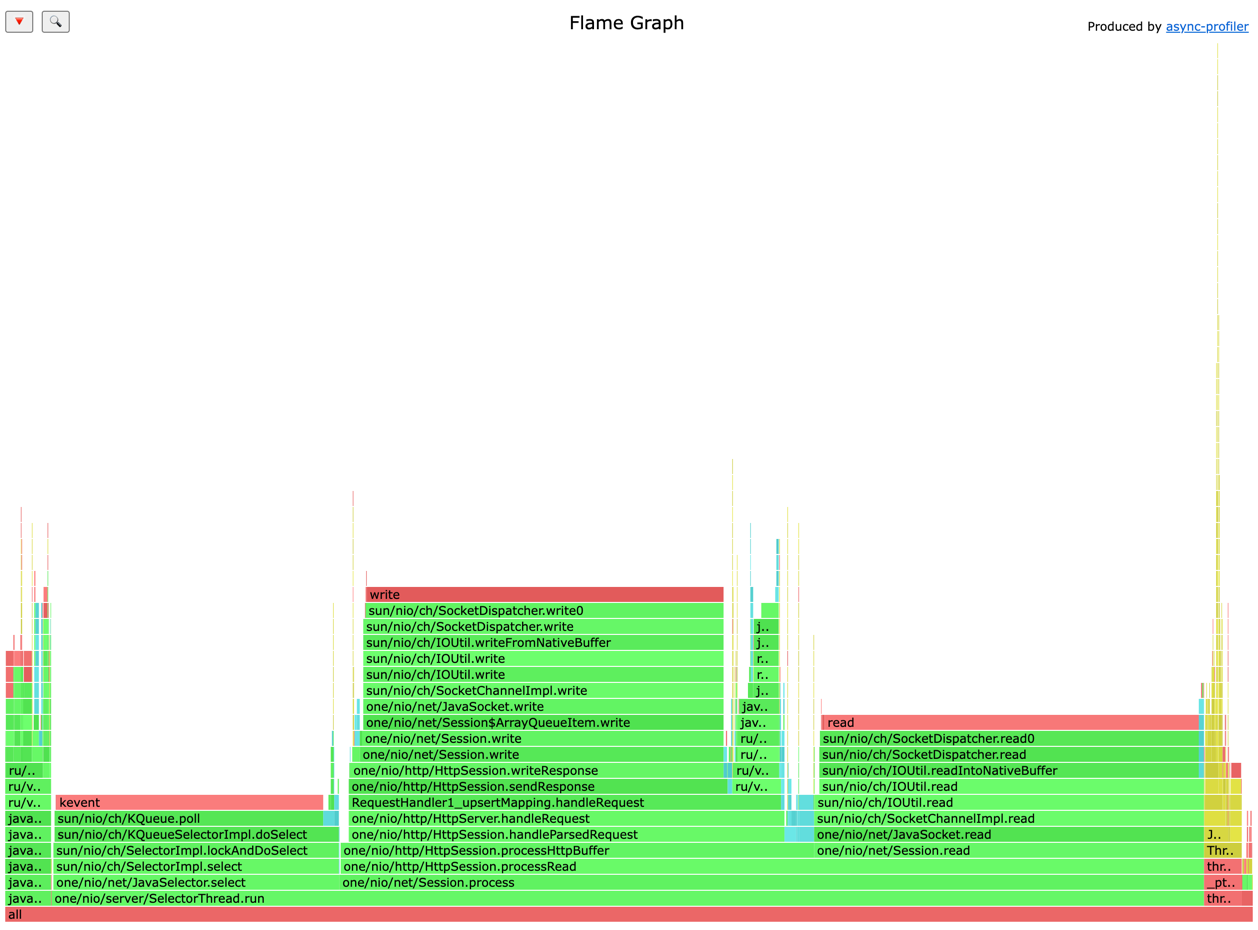 Flame Graph
Produced by async-profiler
write
sun/nio/ch/SocketDispatcher.write0
sun/nio/ch/SocketDispatcher.write j..
sun/nio/ch/IOUtil.writeFromNativeBuffer j..
sun/nio/ch/IOUtil.write r..
sun/nio/ch/IOUtil.write r..
sun/nio/ch/SocketChannelImpl.write j..
one/nio/net/JavaSocket.write jav..
one/nio/net/Session$ArrayQueueItem.write jav.. read
one/nio/net/Session.write ru/.. sun/nio/ch/SocketDispatcher.read0
one/nio/net/Session.write ru/.. sun/nio/ch/SocketDispatcher.read
ru/.. one/nio/http/HttpSession.writeResponse ru/v.. sun/nio/ch/IOUtil.readIntoNativeBuffer
ru/v.. one/nio/http/HttpSession.sendResponse ru/v.. sun/nio/ch/IOUtil.read
ru/v.. kevent RequestHandler1_upsertMapping.handleRequest sun/nio/ch/IOUtil.read
java.. sun/nio/ch/KQueue.poll one/nio/http/HttpServer.handleRequest sun/nio/ch/SocketChannelImpl.read
java.. sun/nio/ch/KQueueSelectorImpl.doSelect one/nio/http/HttpSession.handleParsedRequest one/nio/net/JavaSocket.read J..
java.. sun/nio/ch/SelectorImpl.lockAndDoSelect one/nio/http/HttpSession.processHttpBuffer one/nio/net/Session.read Thr..
java.. sun/nio/ch/SelectorImpl.select one/nio/http/HttpSession.processRead thr..
java.. one/nio/net/JavaSelector.select one/nio/net/Session.process _pt..
java.. one/nio/server/SelectorThread.run thr..
all